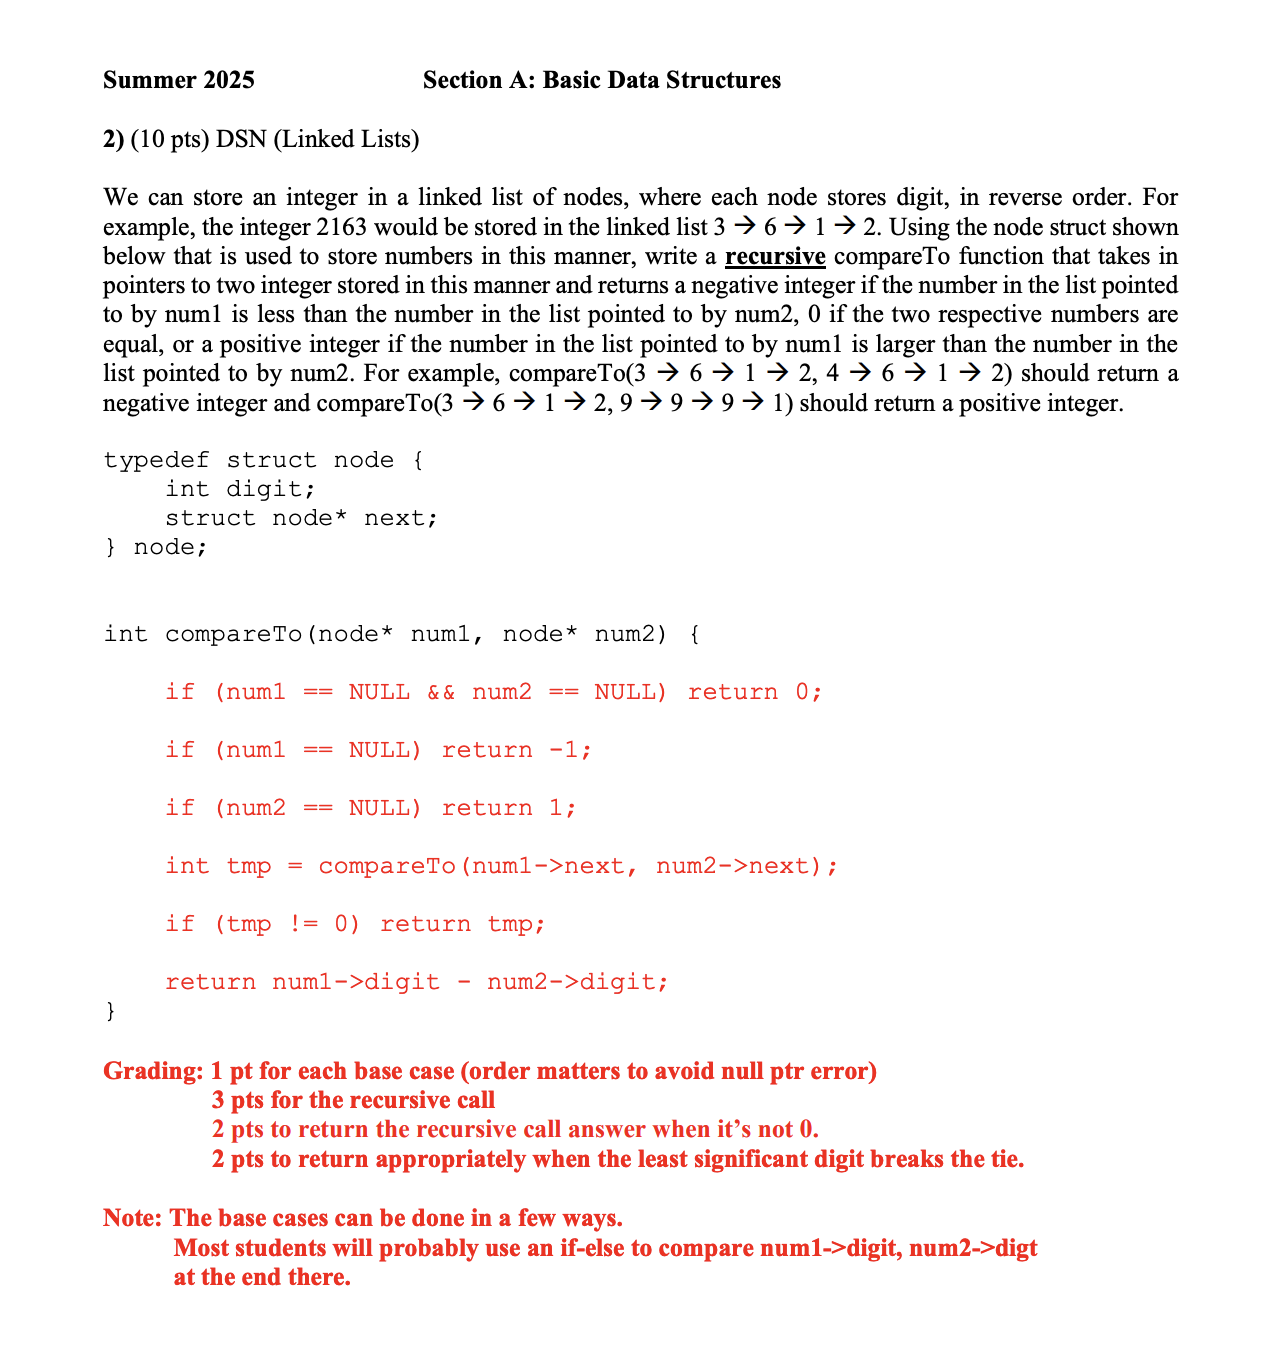 Summer 2025 Section A: Basic Data Structures
2) (10 pts) DSN (Linked Lists)
We can store an integer in a linked list of nodes, where each node stores digit, in reverse order. For
example, the integer 2163 would be stored in the linked list 3 → 6 → 1 → 2. Using the node struct shown
below that is used to store numbers in this manner, write a recursive compareTo function that takes in
pointers to two integer stored in this manner and returns a negative integer if the number in the list pointed
to by num1 is less than the number in the list pointed to by num2, 0 if the two respective numbers are
equal, or a positive integer if the number in the list pointed to by num1 is larger than the number in the
list pointed to by num2. For example, compareTo(3 → 6 → 1 → 2, 4 → 6 → 1 → 2) should return a
negative integer and compareTo(3 → 6 → 1 → 2, 9 → 9 → 9 → 1) should return a positive integer.
typedef struct node {
    int digit;
    struct node* next;
} node;
int compareTo(node* num1, node* num2) {
    if (num1 == NULL && num2 == NULL) return 0;
    if (num1 == NULL) return -1;
    if (num2 == NULL) return 1;
    int tmp = compareTo(num1->next, num2->next);
    if (tmp != 0) return tmp;
    return num1->digit - num2->digit;
}
Grading: 1 pt for each base case (order matters to avoid null ptr error)
3 pts for the recursive call
2 pts to return the recursive call answer when it’s not 0.
2 pts to return appropriately when the least significant digit breaks the tie.
Note: The base cases can be done in a few ways.
Most students will probably use an if-else to compare num1->digit, num2->digt
at the end there.